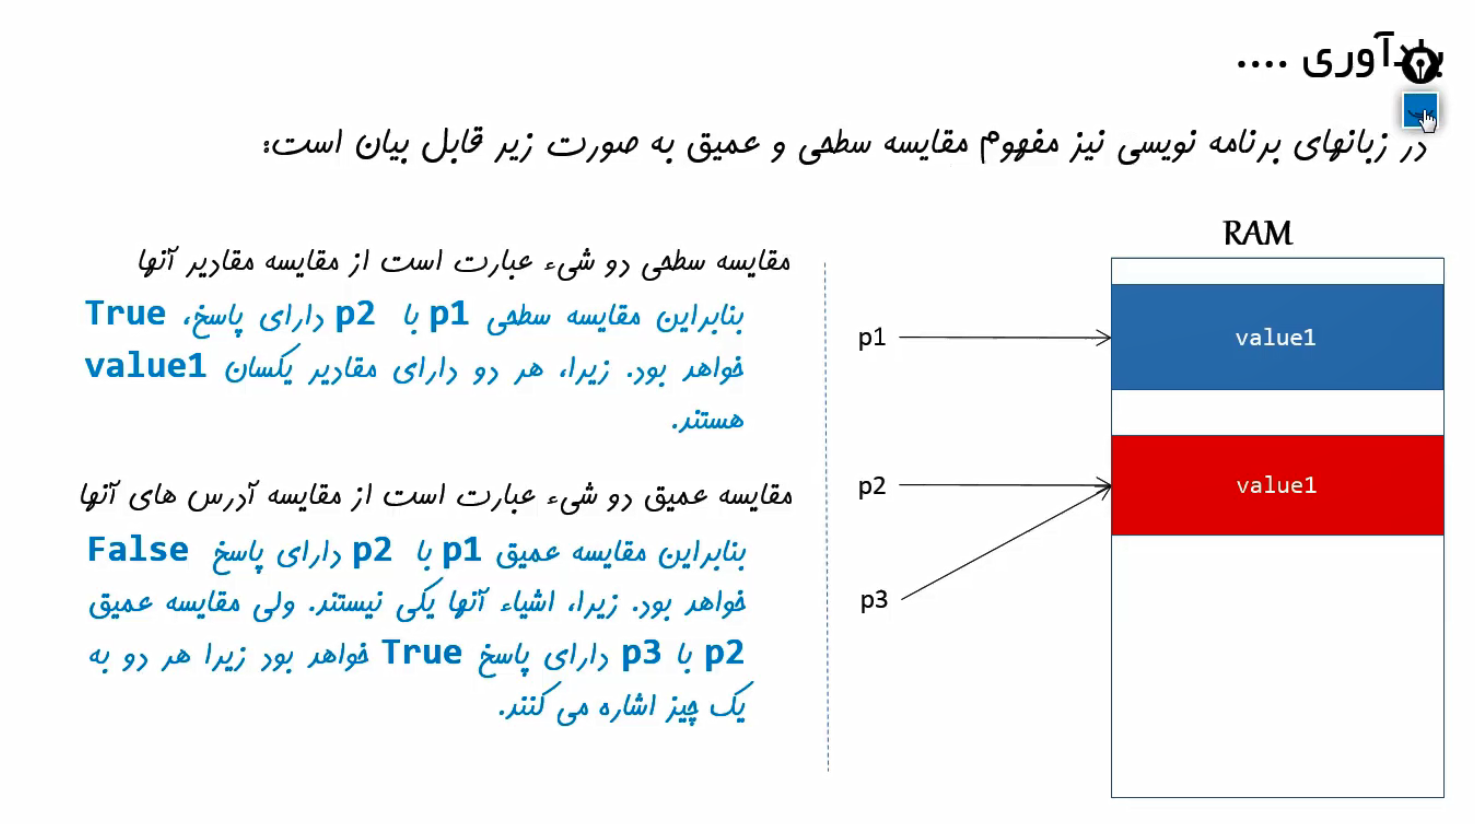 یادآوری ....
در زبانهای برنامه نویسی نیز مفهوم مقایسه سطحی و عمیق به صورت زیر قابل بیان است:
مقایسه سطحی دو شیء عبارت است از مقایسه مقادیر آنها
بنابراین مقایسه سطحی p1 با p2 دارای پاسخ، True
خواهد بود. زیرا، هر دو دارای مقادیر یکسان value1
هستند.
مقایسه عمیق دو شیء عبارت است از مقایسه آدرس های آنها
بنابراین مقایسه عمیق p1 با p2 دارای پاسخ False
خواهد بود. زیرا، اشیاء آنها یکی نیستند. ولی مقایسه عمیق
p2 با p3 دارای پاسخ True خواهد بود زیرا هر دو به
یک چیز اشاره می کنند.
RAM
p1
value1
p2
value1
p3